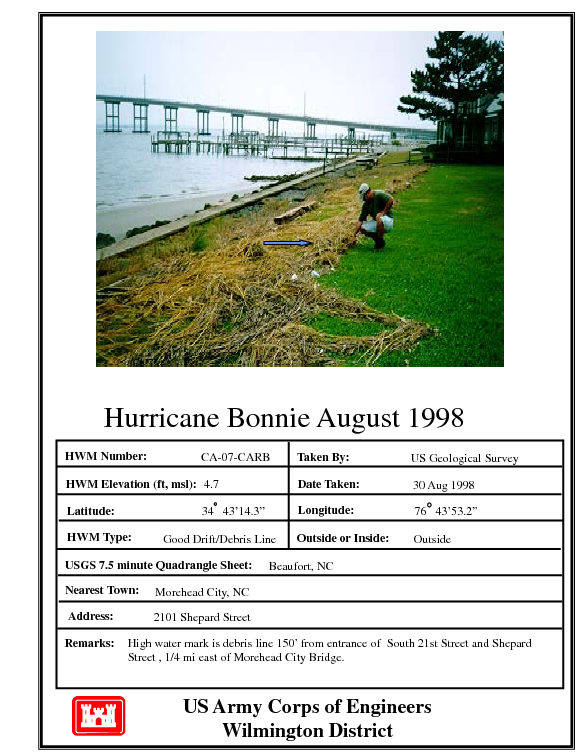 Hurricane Bonnie August 1998
HWM Number: CA-07-CARB Taken By: US Geological Survey
HWM Elevation (ft, msl): 4.7 Date Taken: 30 Aug 1998
Latitude: 34° 43'14.3” Longitude: 76° 43'53.2”
HWM Type: Good Drift/Debris Line Outside or Inside: Outside
USGS 7.5 minute Quadrangle Sheet: Beaufort, NC
Nearest Town: Morehead City, NC
Address: 2101 Shepard Street
Remarks: High water mark is debris line 150' from entrance of South 21st Street and Shepard
Street , 1/4 mi east of Morehead City Bridge.
US Army Corps of Engineers
Wilmington District